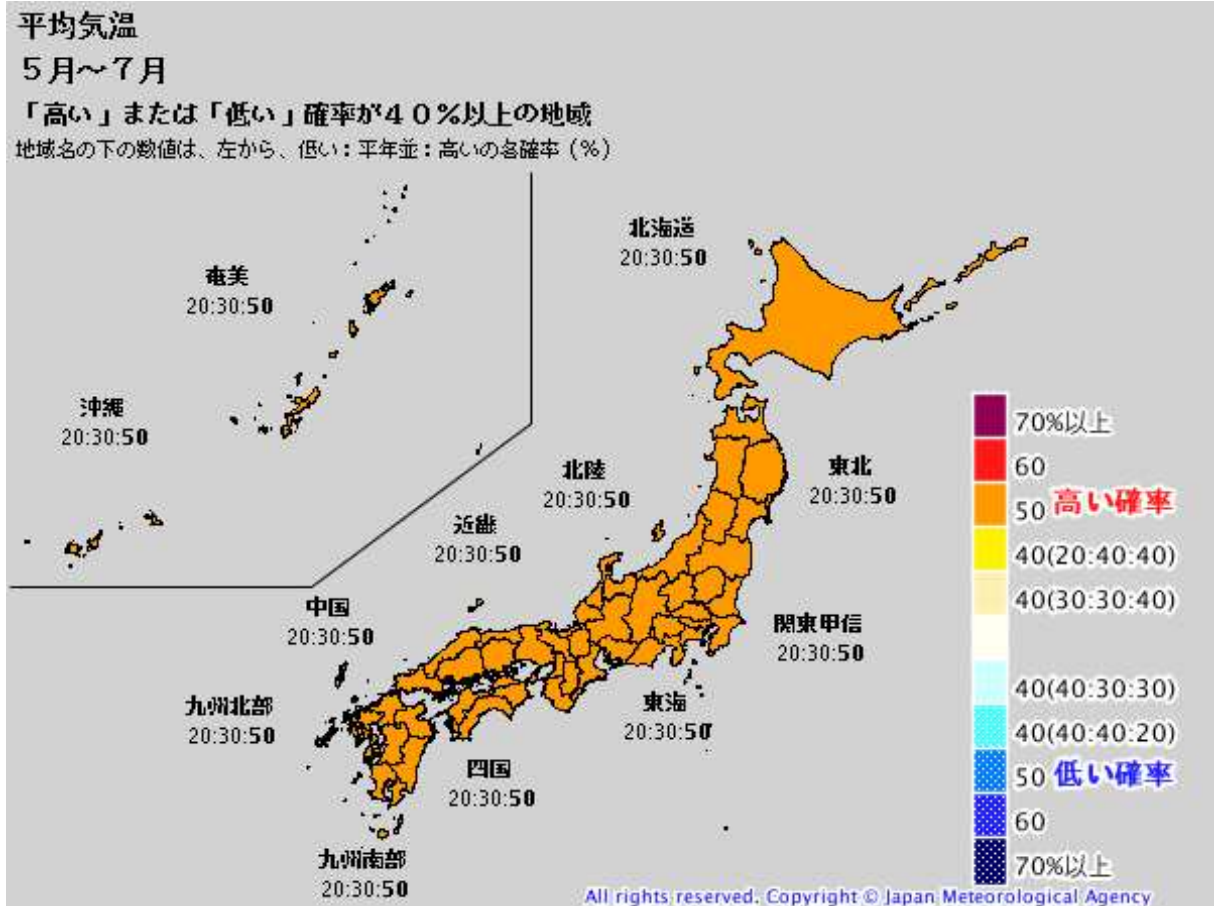 平均気温
５月～７月
「高い」または「低い」確率が４０％以上の地域
地域名の下の数値は、左から、低い：平年並：高いの各確率（％）
北海道
20:30:50
奄美
20:30:50
沖縄
20:30:50
北陸
20:30:50
東北
20:30:50
近畿
20:30:50
中国
20:30:50
関東甲信
20:30:50
九州北部
20:30:50
東海
20:30:50
四国
20:30:50
九州南部
20:30:50
70%以上
60
50 高い確率
40(20:40:40)
40(30:30:40)
40(40:30:30)
40(40:40:20)
50 低い確率
60
70%以上
All rights reserved. Copyright © Japan Meteorological Agency